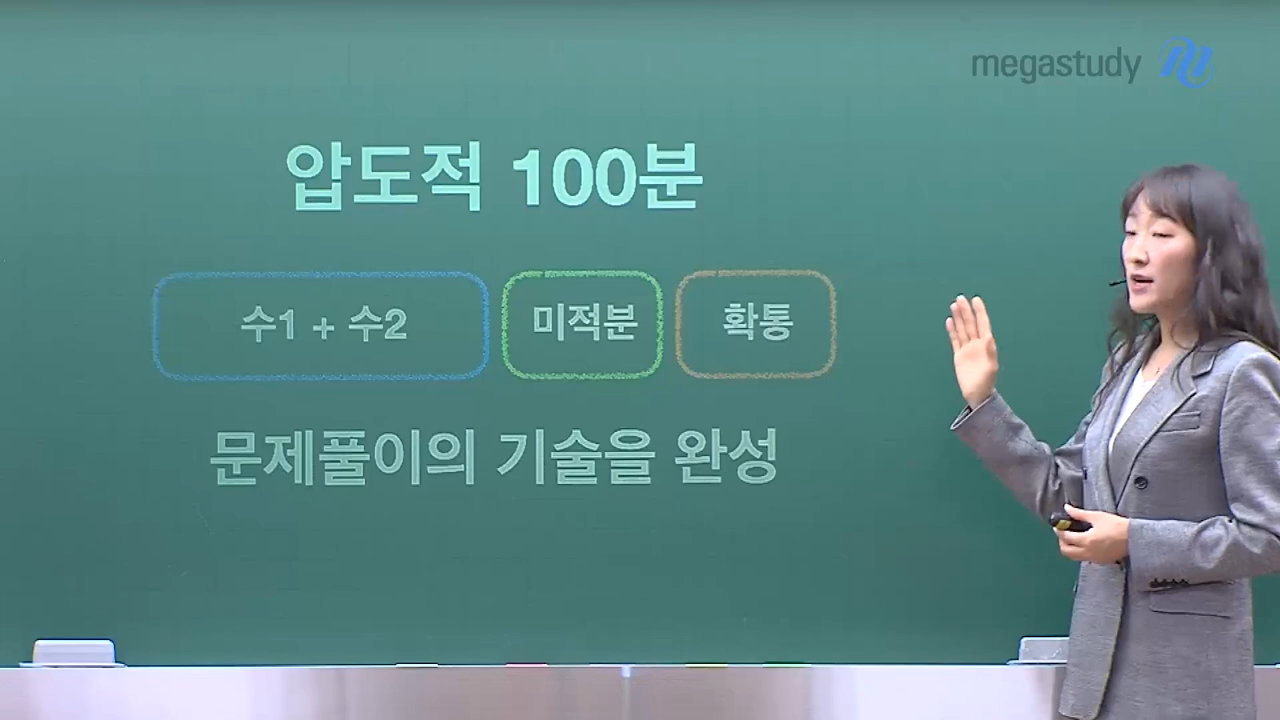 megastudy
압도적 100분
수1 + 수2 미적분 확통
문제풀이의 기술을 완성